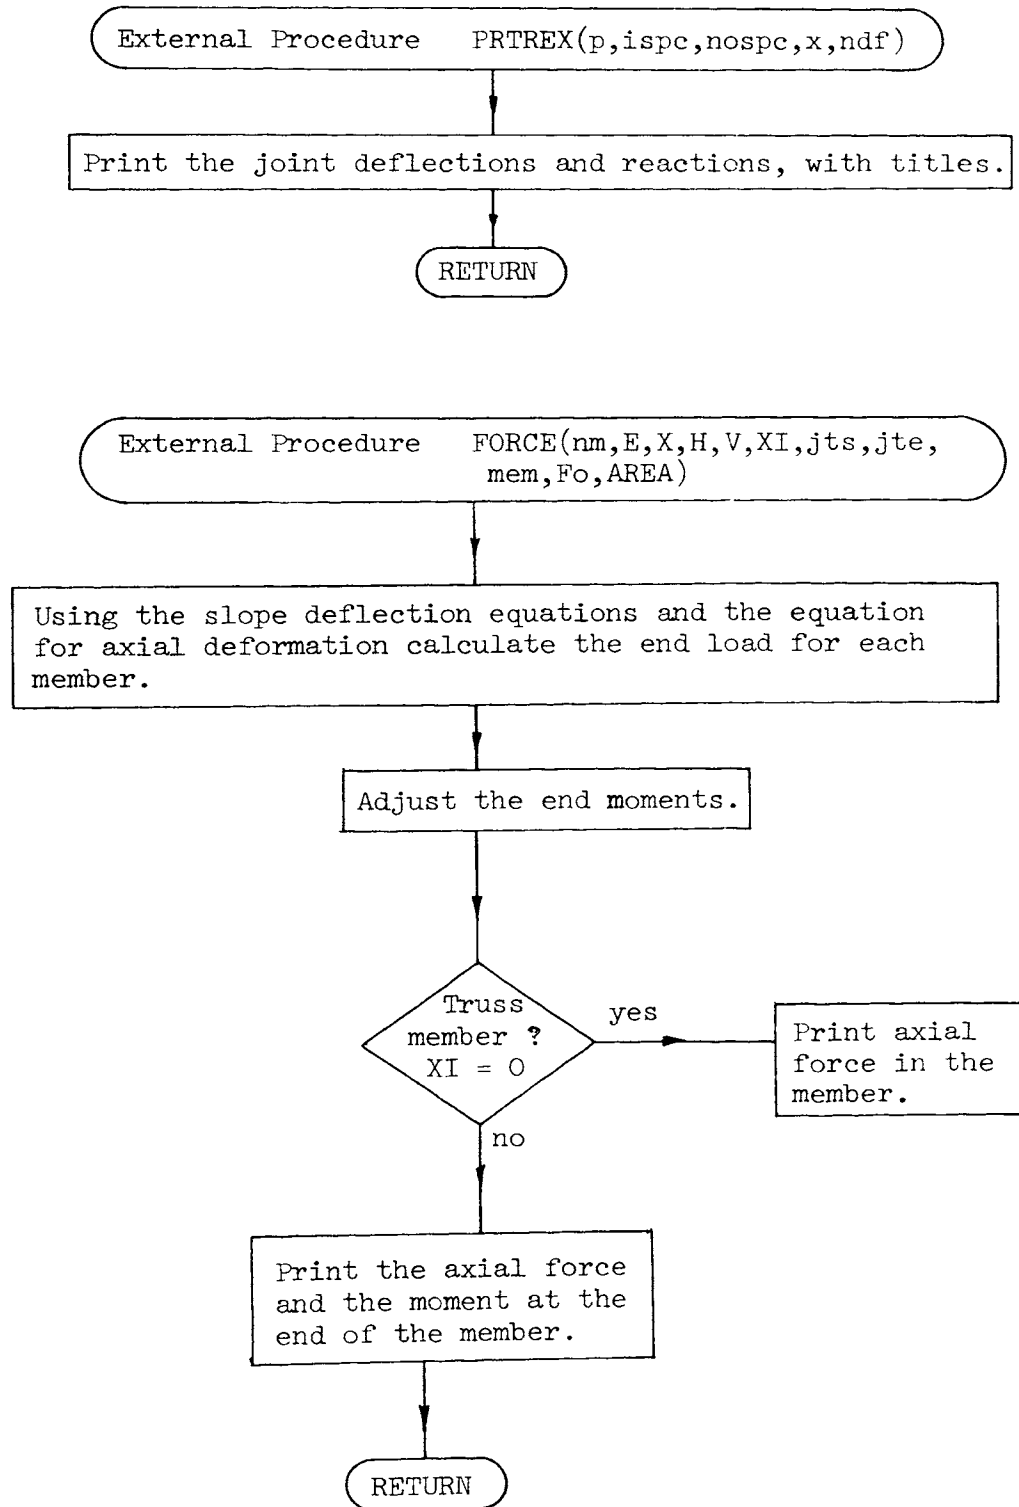 External Procedure PRTREX(p,ispc,nospc,x,ndf)
Print the joint deflections and reactions, with titles.
RETURN
External Procedure FORCE(nm,E,X,H,V,XI,jts,jte,
mem,Fo,AREA)
Using the slope deflection equations and the equation
for axial deformation calculate the end load for each
member.
Adjust the end moments.
Truss
member ?
XI = 0
yes
Print axial
force in the
member.
no
Print the axial force
and the moment at the
end of the member.
RETURN